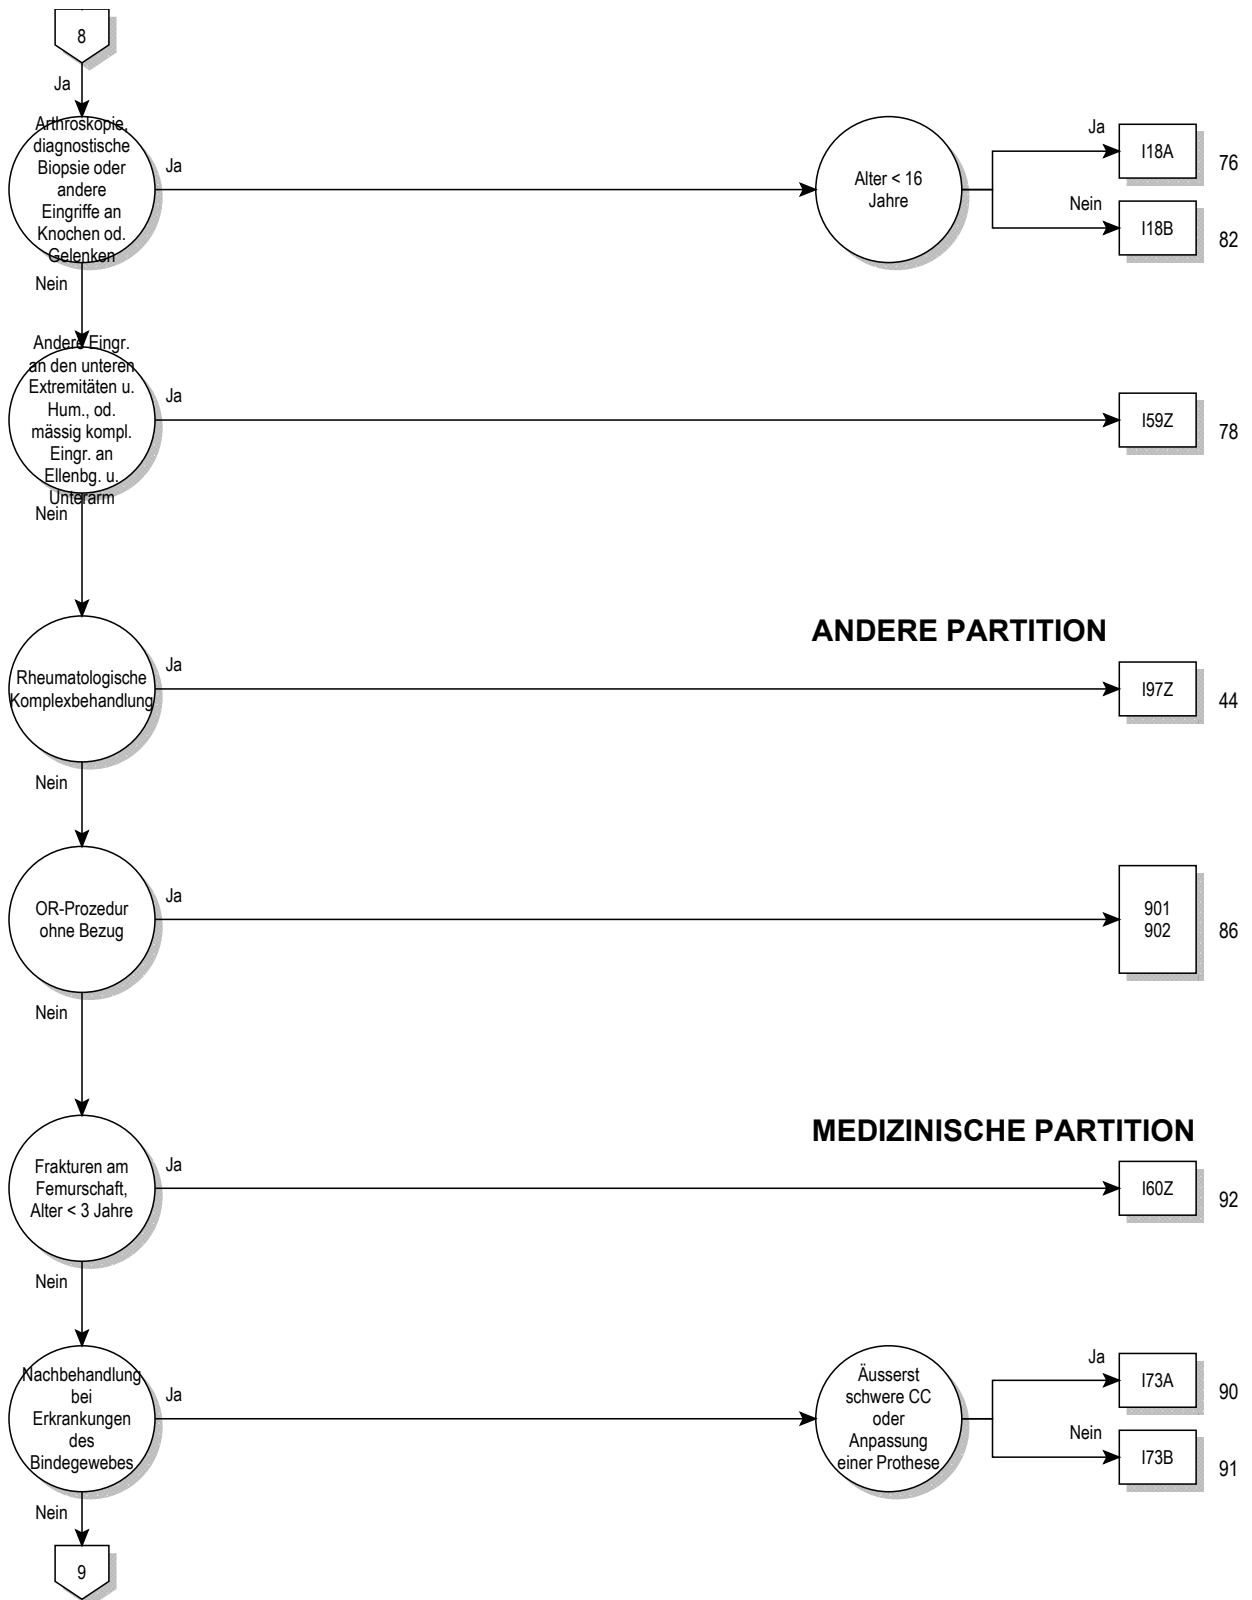 8
Ja
Arthroskopie,
diagnostische
Biopsie oder
andere
Eingriffe an
Knochen od.
Gelenken
Ja
Alter < 16
Jahre
Ja
I18A
76
Nein
I18B
82
Nein
Andere Eingr.
an den unteren
Extremitäten u.
Hum., od.
mässig kompl.
Eingr. an
Ellenbg. u.
Unterarm
Ja
I59Z
78
Nein
ANDERE PARTITION
Rheumatologische
Komplexbehandlung
Ja
I97Z
44
Nein
OR-Prozedur
ohne Bezug
Ja
901
902
86
Nein
MEDIZINISCHE PARTITION
Frakturen am
Femurschaft,
Alter < 3 Jahre
Ja
I60Z
92
Nein
Nachbehandlung
bei
Erkrankungen
des
Bindegewebes
Ja
Äusserst
schwere CC
oder
Anpassung
einer Prothese
Ja
I73A
90
Nein
I73B
91
Nein
9